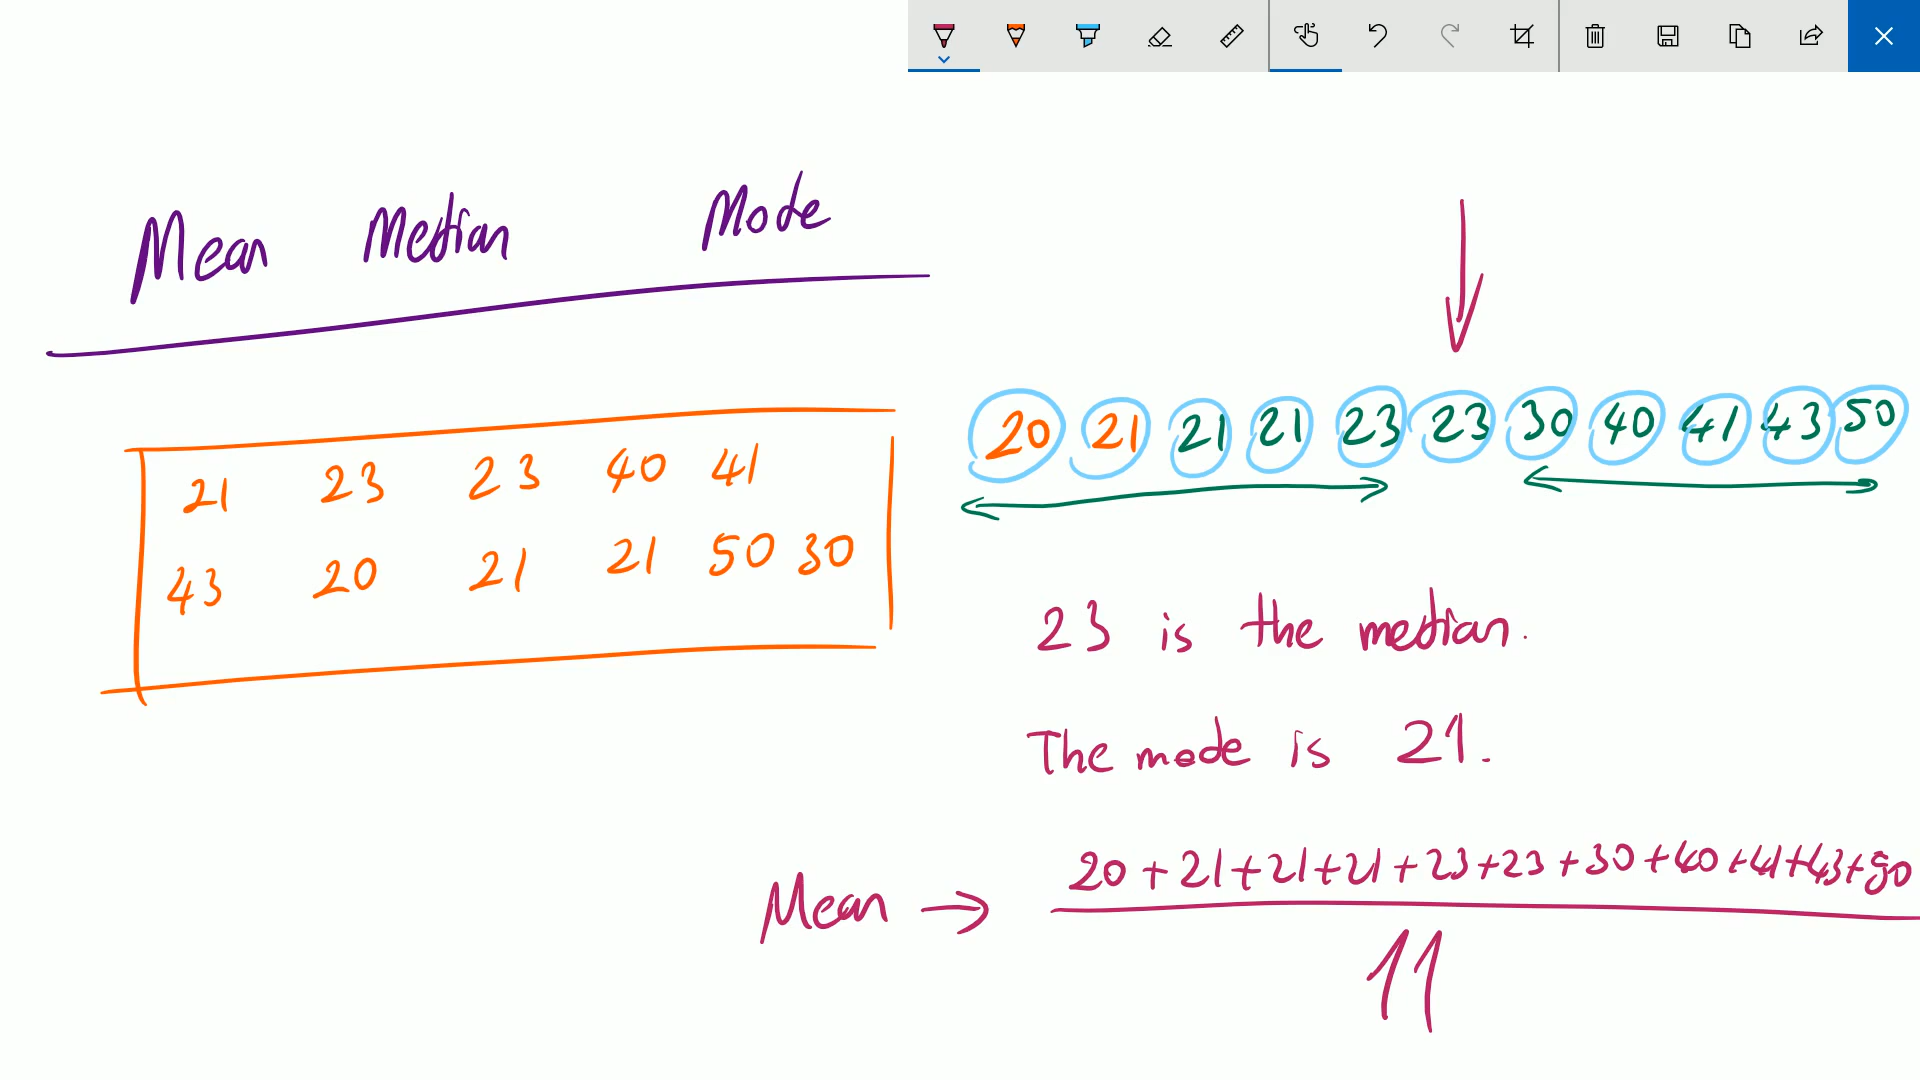 Mean Median Mode
21 23 23 40 41
43 20 21 21 50 30
20 21 21 21 23 23 30 40 41 43 50
23 is the median.
The mode is 21.
Mean → 20+21+21+21+23+23+30+40+41+43+50
11